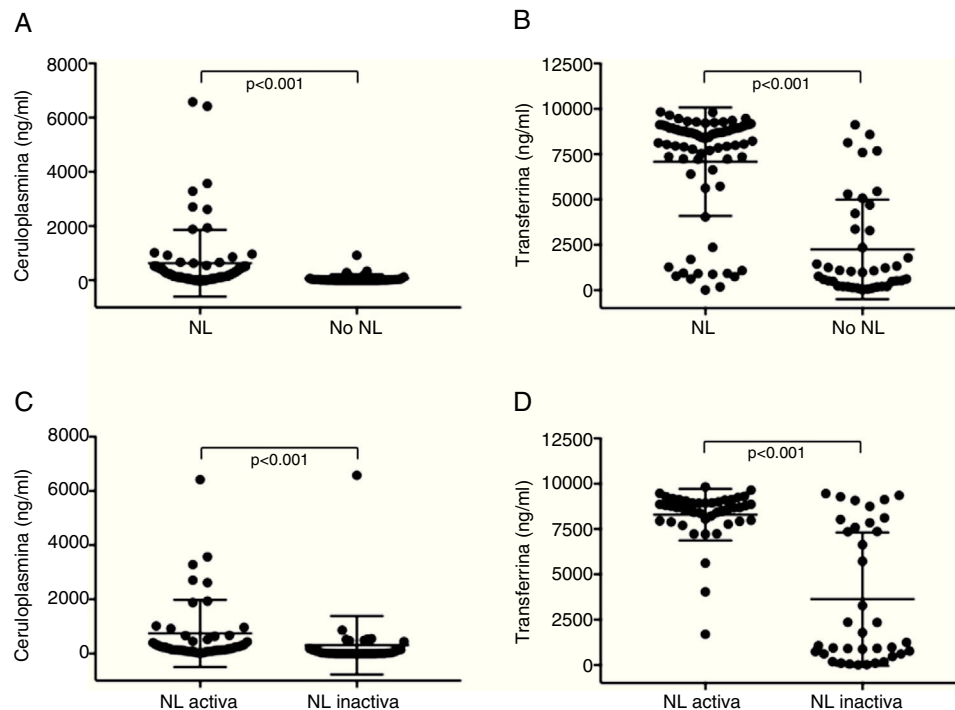 A
Ceruloplasmina (ng/ml)
8000
6000
4000
2000
0
p<0.001
NL
No NL
B
Transferrina (ng/ml)
12500
10000
7500
5000
2500
0
p<0.001
NL
No NL
C
Ceruloplasmina (ng/ml)
8000
6000
4000
2000
0
p<0.001
NL activa
NL inactiva
D
Transferrina (ng/ml)
12500
10000
7500
5000
2500
0
p<0.001
NL activa
NL inactiva